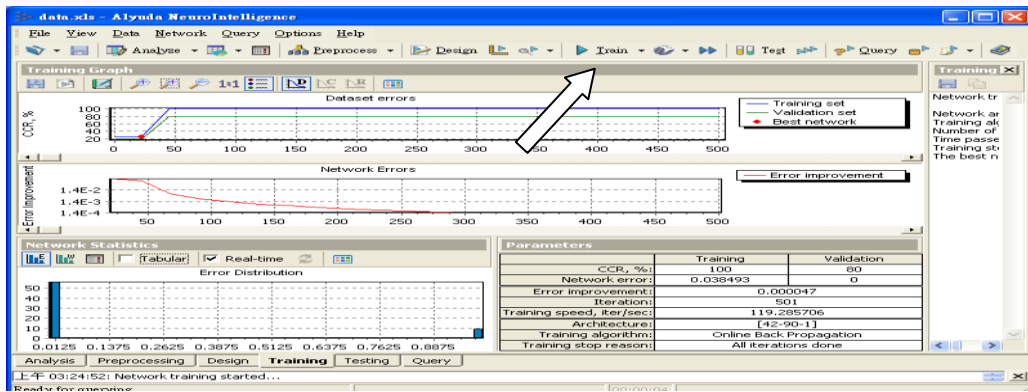 data.xls - Alyuda NeuroIntelligence
File View Data Network Query Options Help
Analyze Preprocess Design Train Test Query
Training Graph
Training
1:1
Dataset errors
CCR, %
100
80
60
40
20
0 50 100 150 200 250 300 350 400 450 500
Training set
Validation set
Best network
Network Errors
Error improvement
1.4E-2
1.4E-3
1.4E-4
50 100 150 200 250 300 350 400 450 500
Error improvement
Network tr
Network ar
Training alg
Number of
Time passe
Training sto
The best n
Network Statistics
Tabular Real-time
Error Distribution
50
40
30
20
10
0
0.0125 0.1375 0.2625 0.3875 0.5125 0.6375 0.7625 0.8875
Parameters
Training Validation
CCR, %: 100 80
Network error: 0.038493 0
Error improvement: 0.000047
Iteration: 501
Training speed, iter/sec: 119.285706
Architecture: [42-90-1]
Training algorithm: Online Back Propagation
Training stop reason: All iterations done
Analysis Preprocessing Design Training Testing Query
上午 03:24:52: Network training started...
Ready for querying
00:00:04